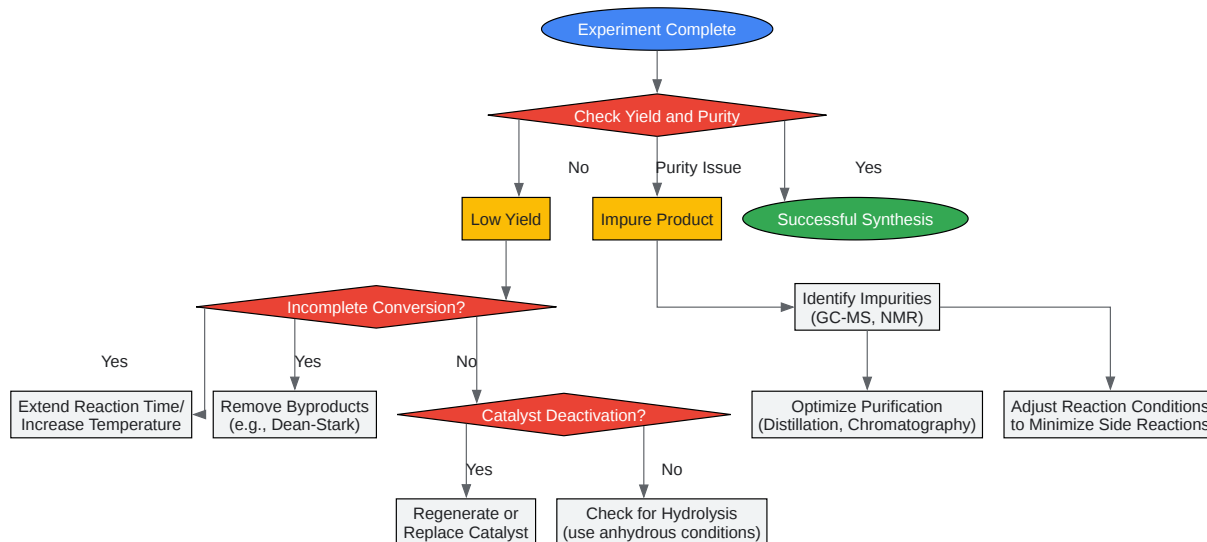 Experiment Complete
Check Yield and Purity
No
Purity Issue
Yes
Low Yield
Impure Product
Successful Synthesis
Incomplete Conversion?
Identify Impurities
(GC-MS, NMR)
Yes
Yes
No
Extend Reaction Time/
Increase Temperature
Remove Byproducts
(e.g., Dean-Stark)
Catalyst Deactivation?
Optimize Purification
(Distillation, Chromatography)
Adjust Reaction Conditions
to Minimize Side Reactions
Yes
No
Regenerate or
Replace Catalyst
Check for Hydrolysis
(use anhydrous conditions)